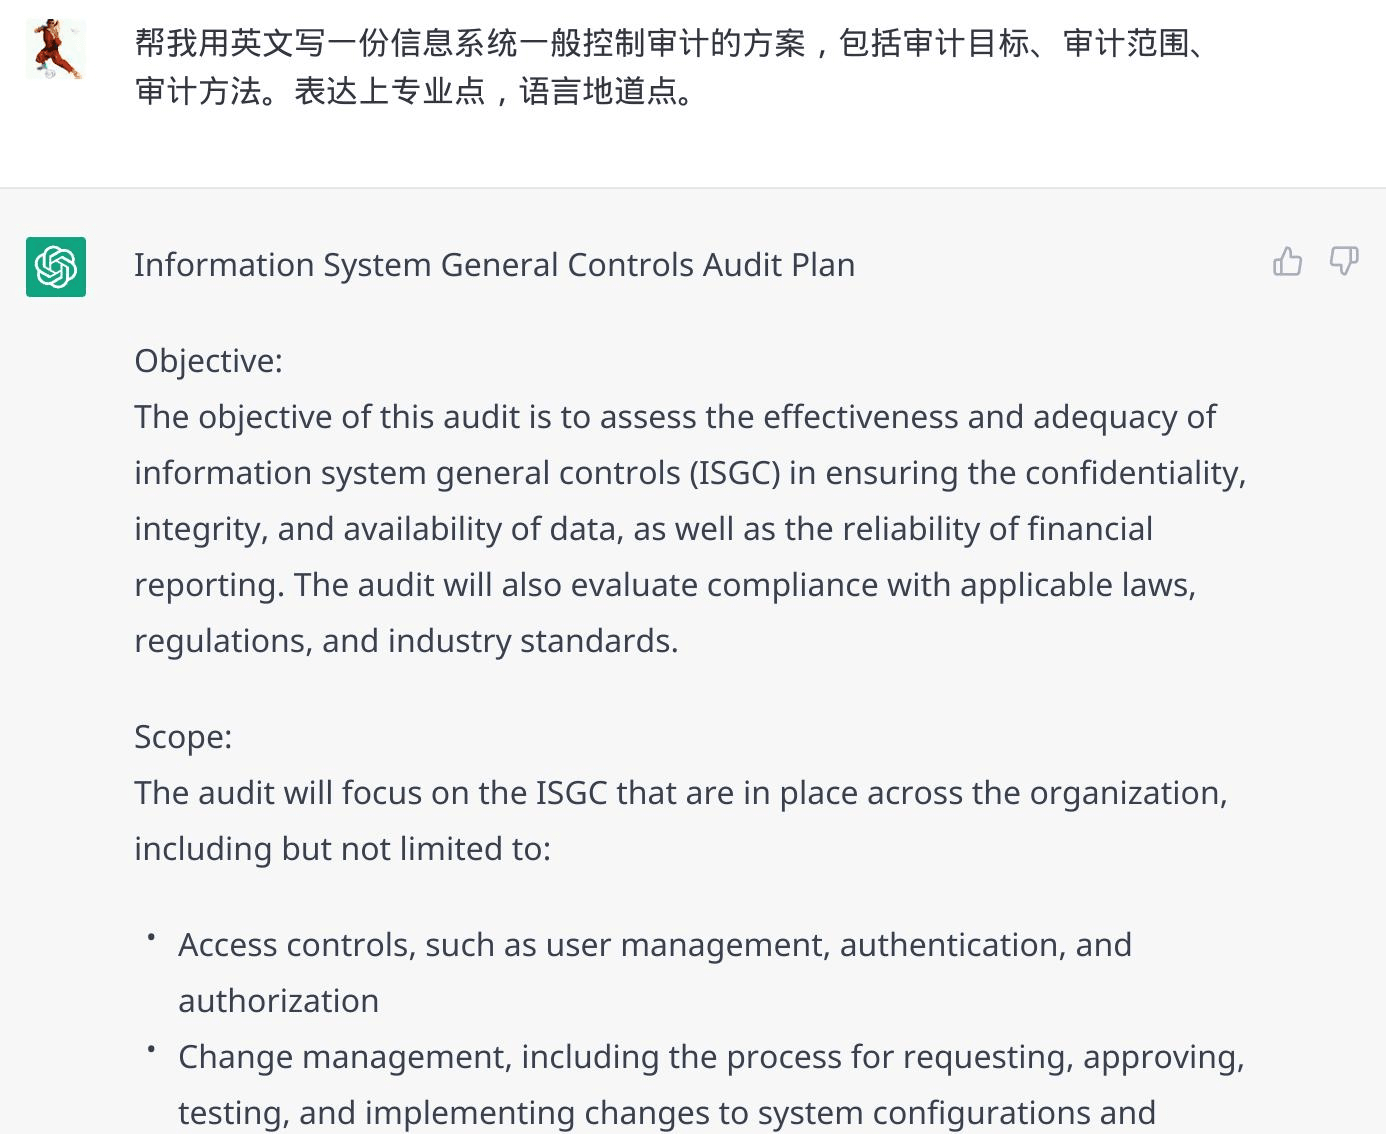 帮我用英文写一份信息系统一般控制审计的方案，包括审计目标、审计范围、
审计方法。表达上专业点，语言地道点。
Information System General Controls Audit Plan
Objective:
The objective of this audit is to assess the effectiveness and adequacy of
information system general controls (ISGC) in ensuring the confidentiality,
integrity, and availability of data, as well as the reliability of financial
reporting. The audit will also evaluate compliance with applicable laws,
regulations, and industry standards.
Scope:
The audit will focus on the ISGC that are in place across the organization,
including but not limited to:
• Access controls, such as user management, authentication, and
authorization
• Change management, including the process for requesting, approving,
testing, and implementing changes to system configurations and